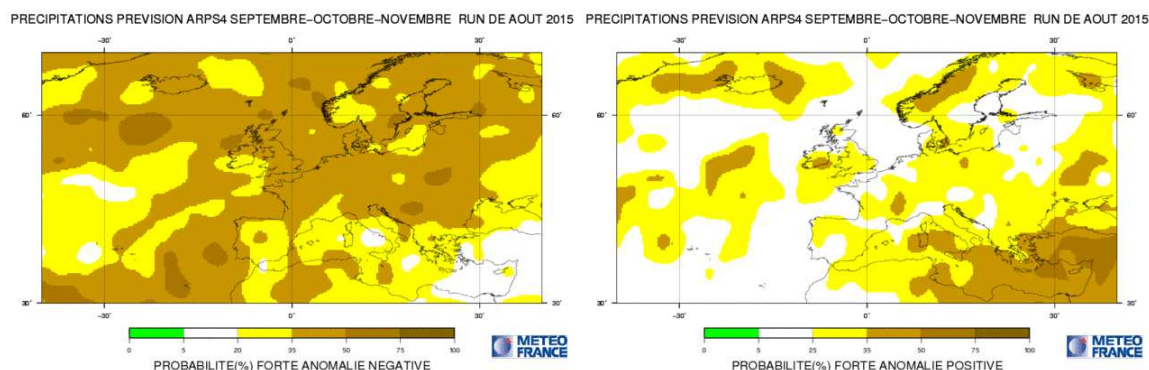 PRECIPITATIONS PREVISION ARPS4 SEPTEMBRE-OCTOBRE-NOVEMBRE RUN DE AOUT 2015
-30° 0° 30°
60° 60°
30° 30°
-30° 0° 30°
0 5 20 35 50 75 100
PROBABILITE(%) FORTE ANOMALIE NEGATIVE
METEO
FRANCE
PRECIPITATIONS PREVISION ARPS4 SEPTEMBRE-OCTOBRE-NOVEMBRE RUN DE AOUT 2015
-30° 0° 30°
60° 60°
30° 30°
-30° 0° 30°
0 5 20 35 50 75 100
PROBABILITE(%) FORTE ANOMALIE POSITIVE
METEO
FRANCE